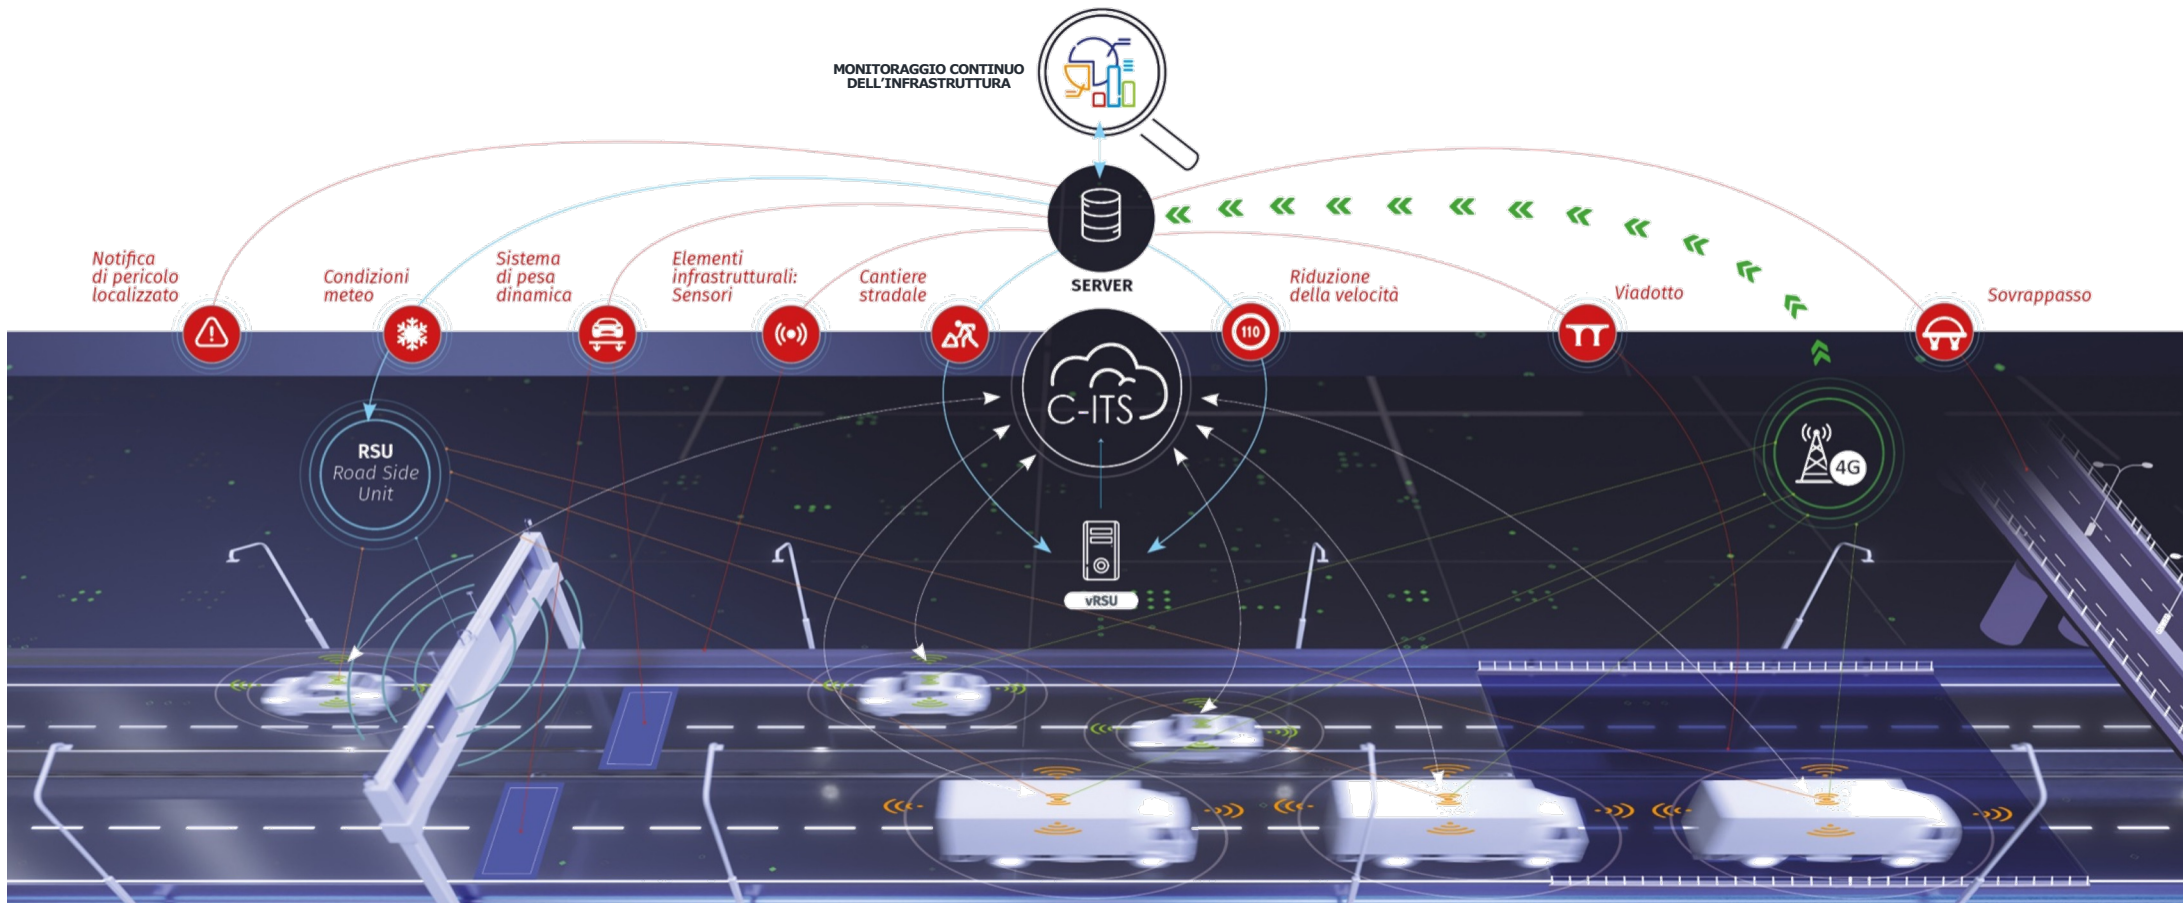 MONITORAGGIO CONTINUO
DELL'INFRASTRUTTURA
Notifica
di pericolo
localizzato
Condizioni
meteo
Sistema
di pesa
dinamica
Elementi
infrastrutturali:
Sensori
Cantiere
stradale
SERVER
Riduzione
della velocità
110
Viadotto
Sovrappasso
C-ITS
RSU
Road Side
Unit
4G
vRSU